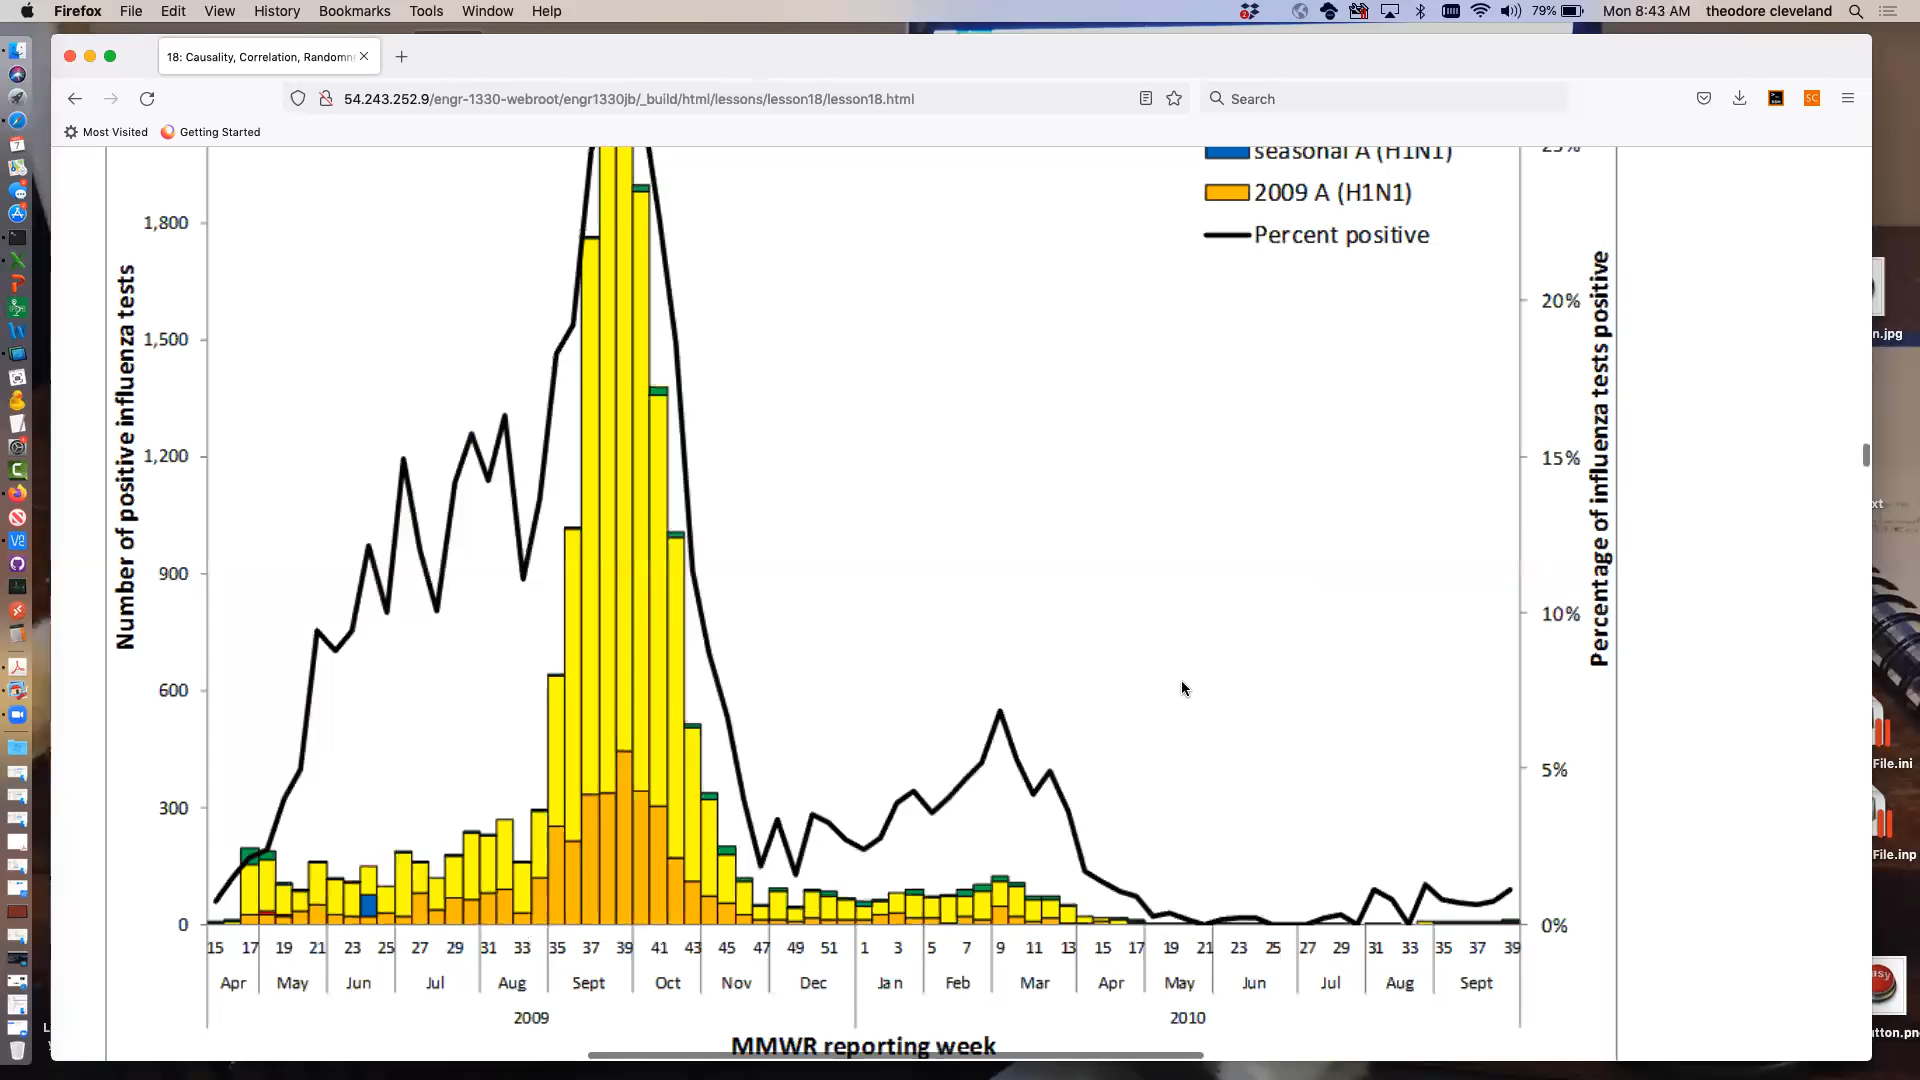 Firefox File Edit View History Bookmarks Tools Window Help 79% Mon 8:43 AM theodore cleveland
18: Causality, Correlation, Randomn
54.243.252.9/engr-1330-webroot/engr1330jb/_build/html/lessons/lesson18/lesson18.html
Search
Most Visited Getting Started
seasonal A (H1N1)
2009 A (H1N1)
Percent positive
Number of positive influenza tests
1,800
1,500
1,200
900
600
300
0
25%
20%
15%
10%
5%
0%
Percentage of influenza tests positive
15 17 19 21 23 25 27 29 31 33 35 37 39 41 43 45 47 49 51 1 3 5 7 9 11 13 15 17 19 21 23 25 27 29 31 33 35 37 39
Apr May Jun Jul Aug Sept Oct Nov Dec Jan Feb Mar Apr May Jun Jul Aug Sept
2009 2010
MMWR reporting week
n.jpg
xt
File.ini
File.inp
utton.pn